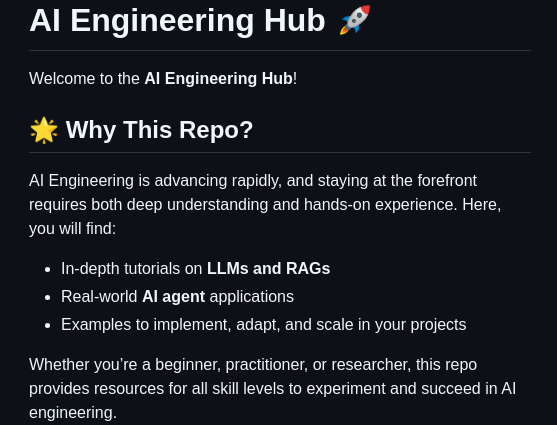 AI Engineering Hub 🚀
Welcome to the AI Engineering Hub!
🌟 Why This Repo?
AI Engineering is advancing rapidly, and staying at the forefront
requires both deep understanding and hands-on experience. Here,
you will find:
• In-depth tutorials on LLMs and RAGs
• Real-world AI agent applications
• Examples to implement, adapt, and scale in your projects
Whether you’re a beginner, practitioner, or researcher, this repo
provides resources for all skill levels to experiment and succeed in AI
engineering.